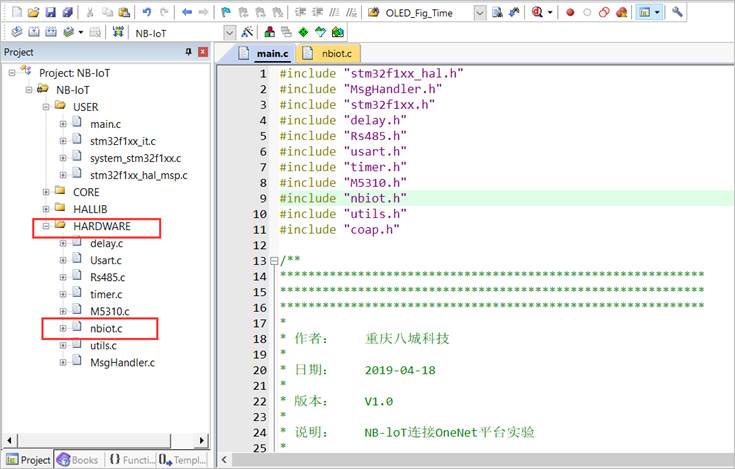 OLED_Fig_Time
NB-IoT
Project
main.c
nbiot.c
Project: NB-IoT
NB-IoT
USER
main.c
stm32f1xx_it.c
system_stm32f1xx.c
stm32f1xx_hal_msp.c
CORE
HALLIB
HARDWARE
delay.c
Usart.c
Rs485.c
timer.c
M5310.c
nbiot.c
utils.c
MsgHandler.c
Project
Books
Functi...
Templ...
1 #include "stm32f1xx_hal.h"
2 #include "MsgHandler.h"
3 #include "stm32f1xx.h"
4 #include "delay.h"
5 #include "Rs485.h"
6 #include "usart.h"
7 #include "timer.h"
8 #include "M5310.h"
9 #include "nbiot.h"
10 #include "utils.h"
11 #include "coap.h"
12
13 /**
14 ************************************************************
15 ************************************************************
16 ************************************************************
17 *
18 * 作者: 重庆八城科技
19 *
20 * 日期: 2019-04-18
21 *
22 * 版本: V1.0
23 *
24 * 说明: NB-loT连接OneNet平台实验
25 *